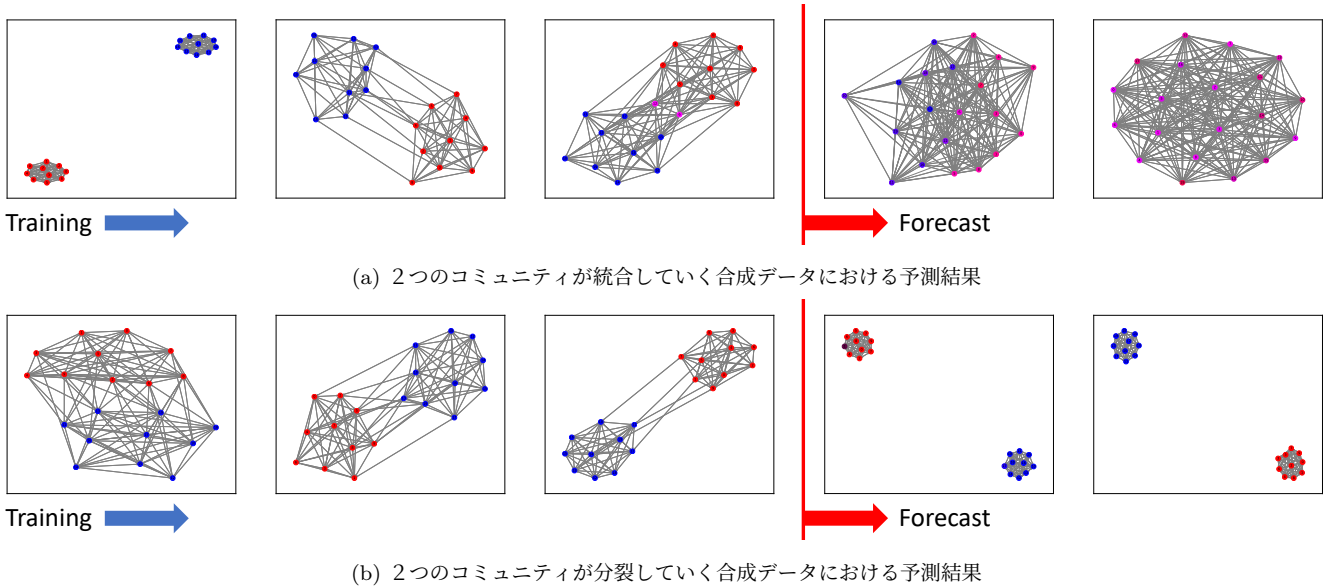 Training
Forecast
(a) 2つのコミュニティが統合していく合成データにおける予測結果
Training
Forecast
(b) 2つのコミュニティが分裂していく合成データにおける予測結果